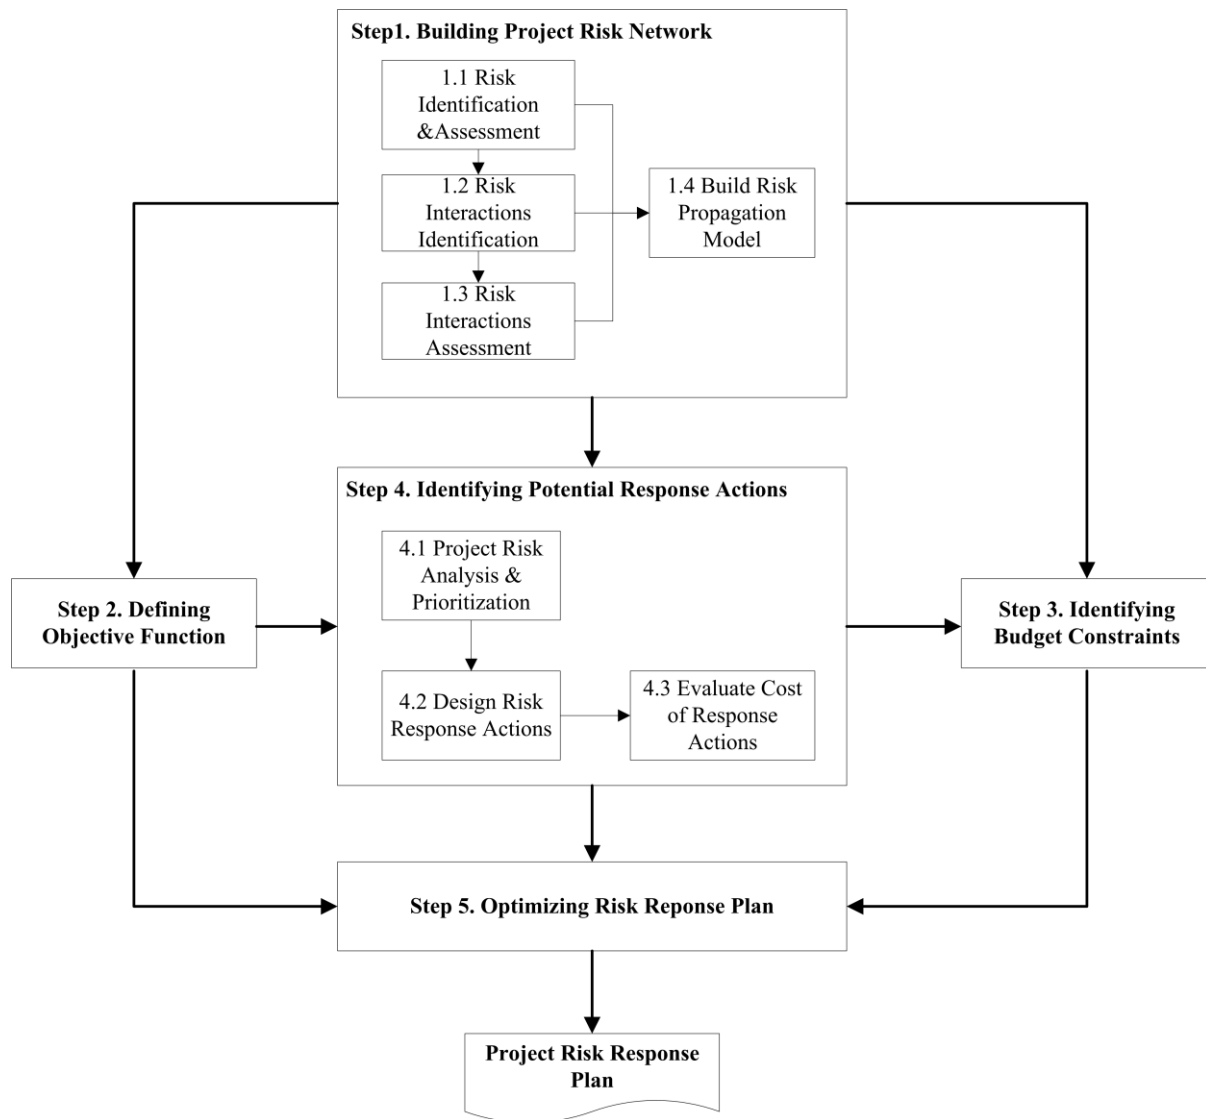 Step1. Building Project Risk Network
1.1 Risk
Identification
&Assessment
1.2 Risk
Interactions
Identification
1.3 Risk
Interactions
Assessment
1.4 Build Risk
Propagation
Model
Step 4. Identifying Potential Response Actions
4.1 Project Risk
Analysis &
Prioritization
4.2 Design Risk
Response Actions
4.3 Evaluate Cost
of Response
Actions
Step 2. Defining
Objective Function
Step 3. Identifying
Budget Constraints
Step 5. Optimizing Risk Reponse Plan
Project Risk Response
Plan